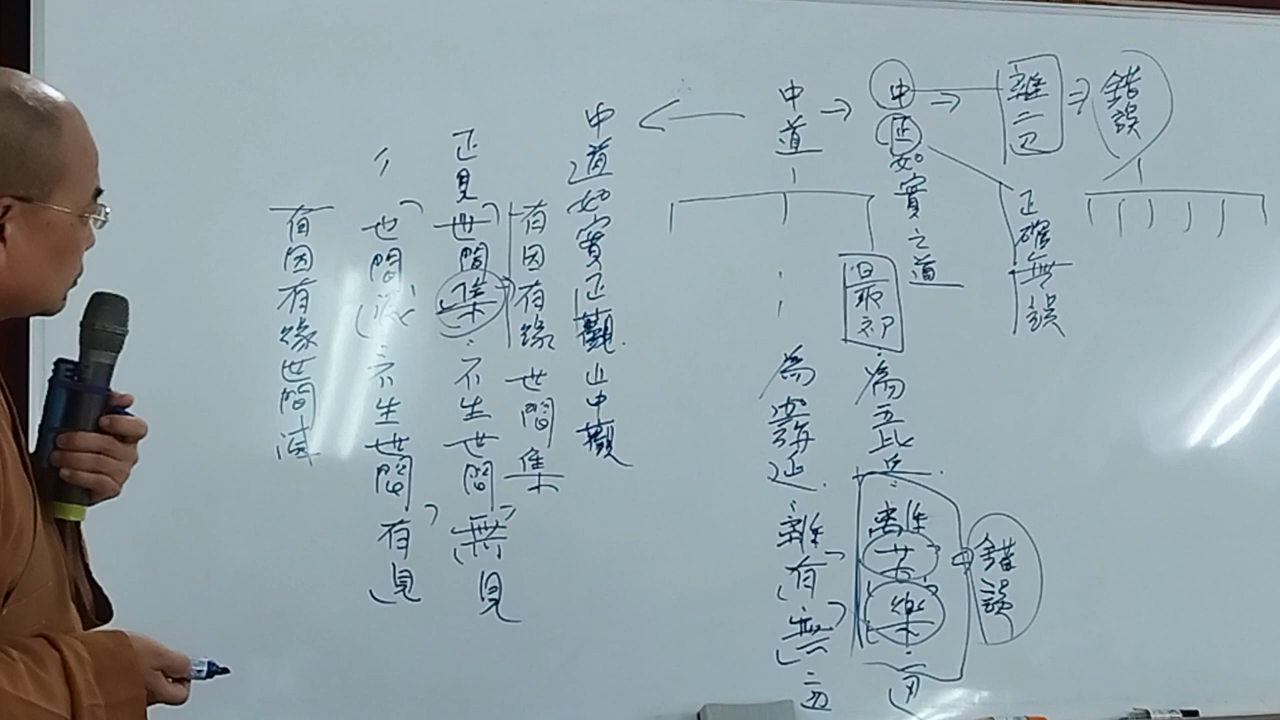 錯誤
離二邊
正確無誤
中正如實之道
中道
最初、為五比丘、離苦樂二邊
錯誤
為迦旃延、離「有」「無」二邊
中道如實正觀、止中觀
有因有緣世間集
正見「世間集」、不生世間「無」見
〃「世間滅」、不生世間「有」見
有因有緣世間滅